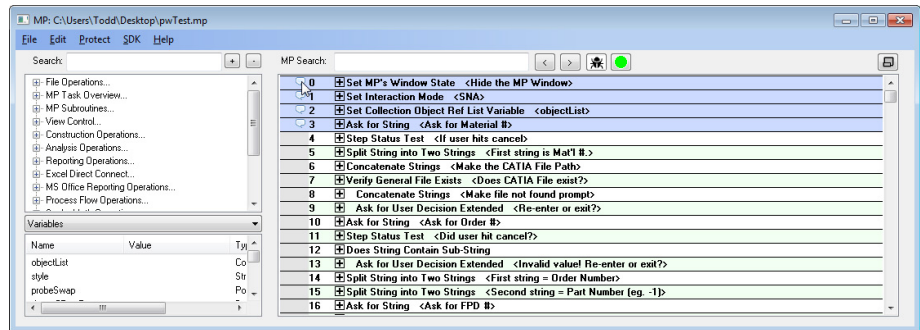 MP: C:\Users\Todd\Desktop\pwTest.mp
File Edit Protect SDK Help
Search: + -
MP Search: < >
File Operations...
MP Task Overview...
MP Subroutines...
View Control...
Construction Operations...
Analysis Operations...
Reporting Operations...
Excel Direct Connect...
MS Office Reporting Operations...
Process Flow Operations...
Variables
Name Value
objectList Co
style Str
probeSwap Po
0 Set MP's Window State <Hide the MP Window>
1 Set Interaction Mode <SNA>
2 Set Collection Object Ref List Variable <objectList>
3 Ask for String <Ask for Material #>
4 Step Status Test <If user hits cancel>
5 Split String into Two Strings <First string is Mat'l #.>
6 Concatenate Strings <Make the CATIA File Path>
7 Verify General File Exists <Does CATIA File exist?>
8 Concatenate Strings <Make file not found prompt>
9 Ask for User Decision Extended <Re-enter or exit?>
10 Ask for String <Ask for Order #>
11 Step Status Test <Did user hit cancel?>
12 Does String Contain Sub-String
13 Ask for User Decision Extended <Invalid value! Re-enter or exit?>
14 Split String into Two Strings <First string = Order Number>
15 Split String into Two Strings <Second string = Part Number (eg. -1)>
16 Ask for String <Ask for FPD #>